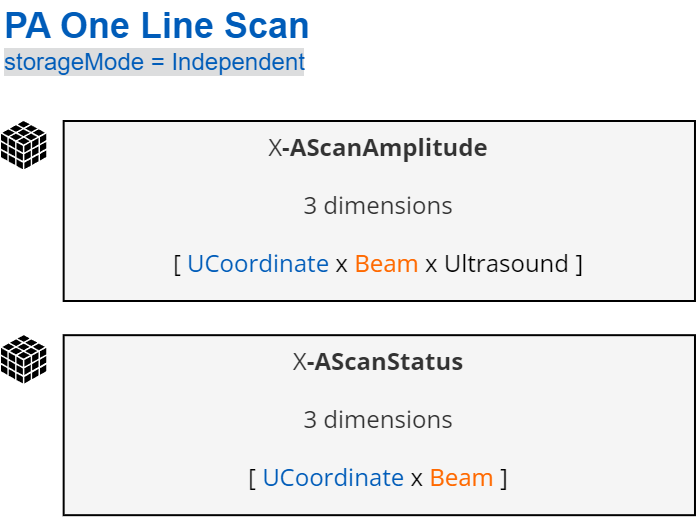 PA One Line Scan
storageMode = Independent
X-AScanAmplitude
3 dimensions
[ UCoordinate x Beam x Ultrasound ]
X-AScanStatus
3 dimensions
[ UCoordinate x Beam ]